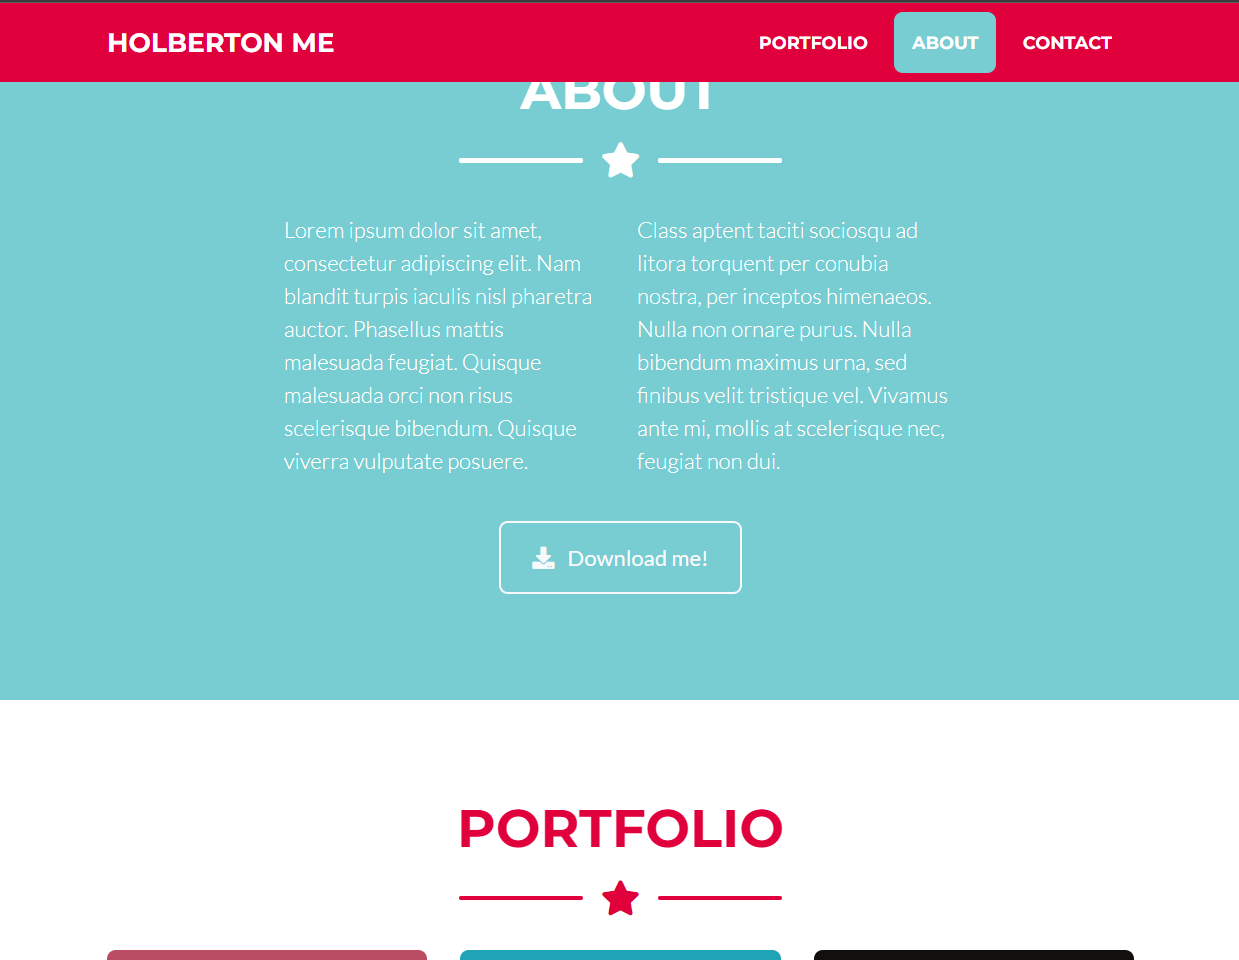 HOLBERTON ME
PORTFOLIO
ABOUT
CONTACT
ABOUT
Lorem ipsum dolor sit amet,
consectetur adipiscing elit. Nam
blandit turpis iaculis nisl pharetra
auctor. Phasellus mattis
malesuada feugiat. Quisque
malesuada orci non risus
scelerisque bibendum. Quisque
viverra vulputate posuere.
Class aptent taciti sociosqu ad
litora torquent per conubia
nostra, per inceptos himenaeos.
Nulla non ornare purus. Nulla
bibendum maximus urna, sed
finibus velit tristique vel. Vivamus
ante mi, mollis at scelerisque nec,
feugiat non dui.
Download me!
PORTFOLIO